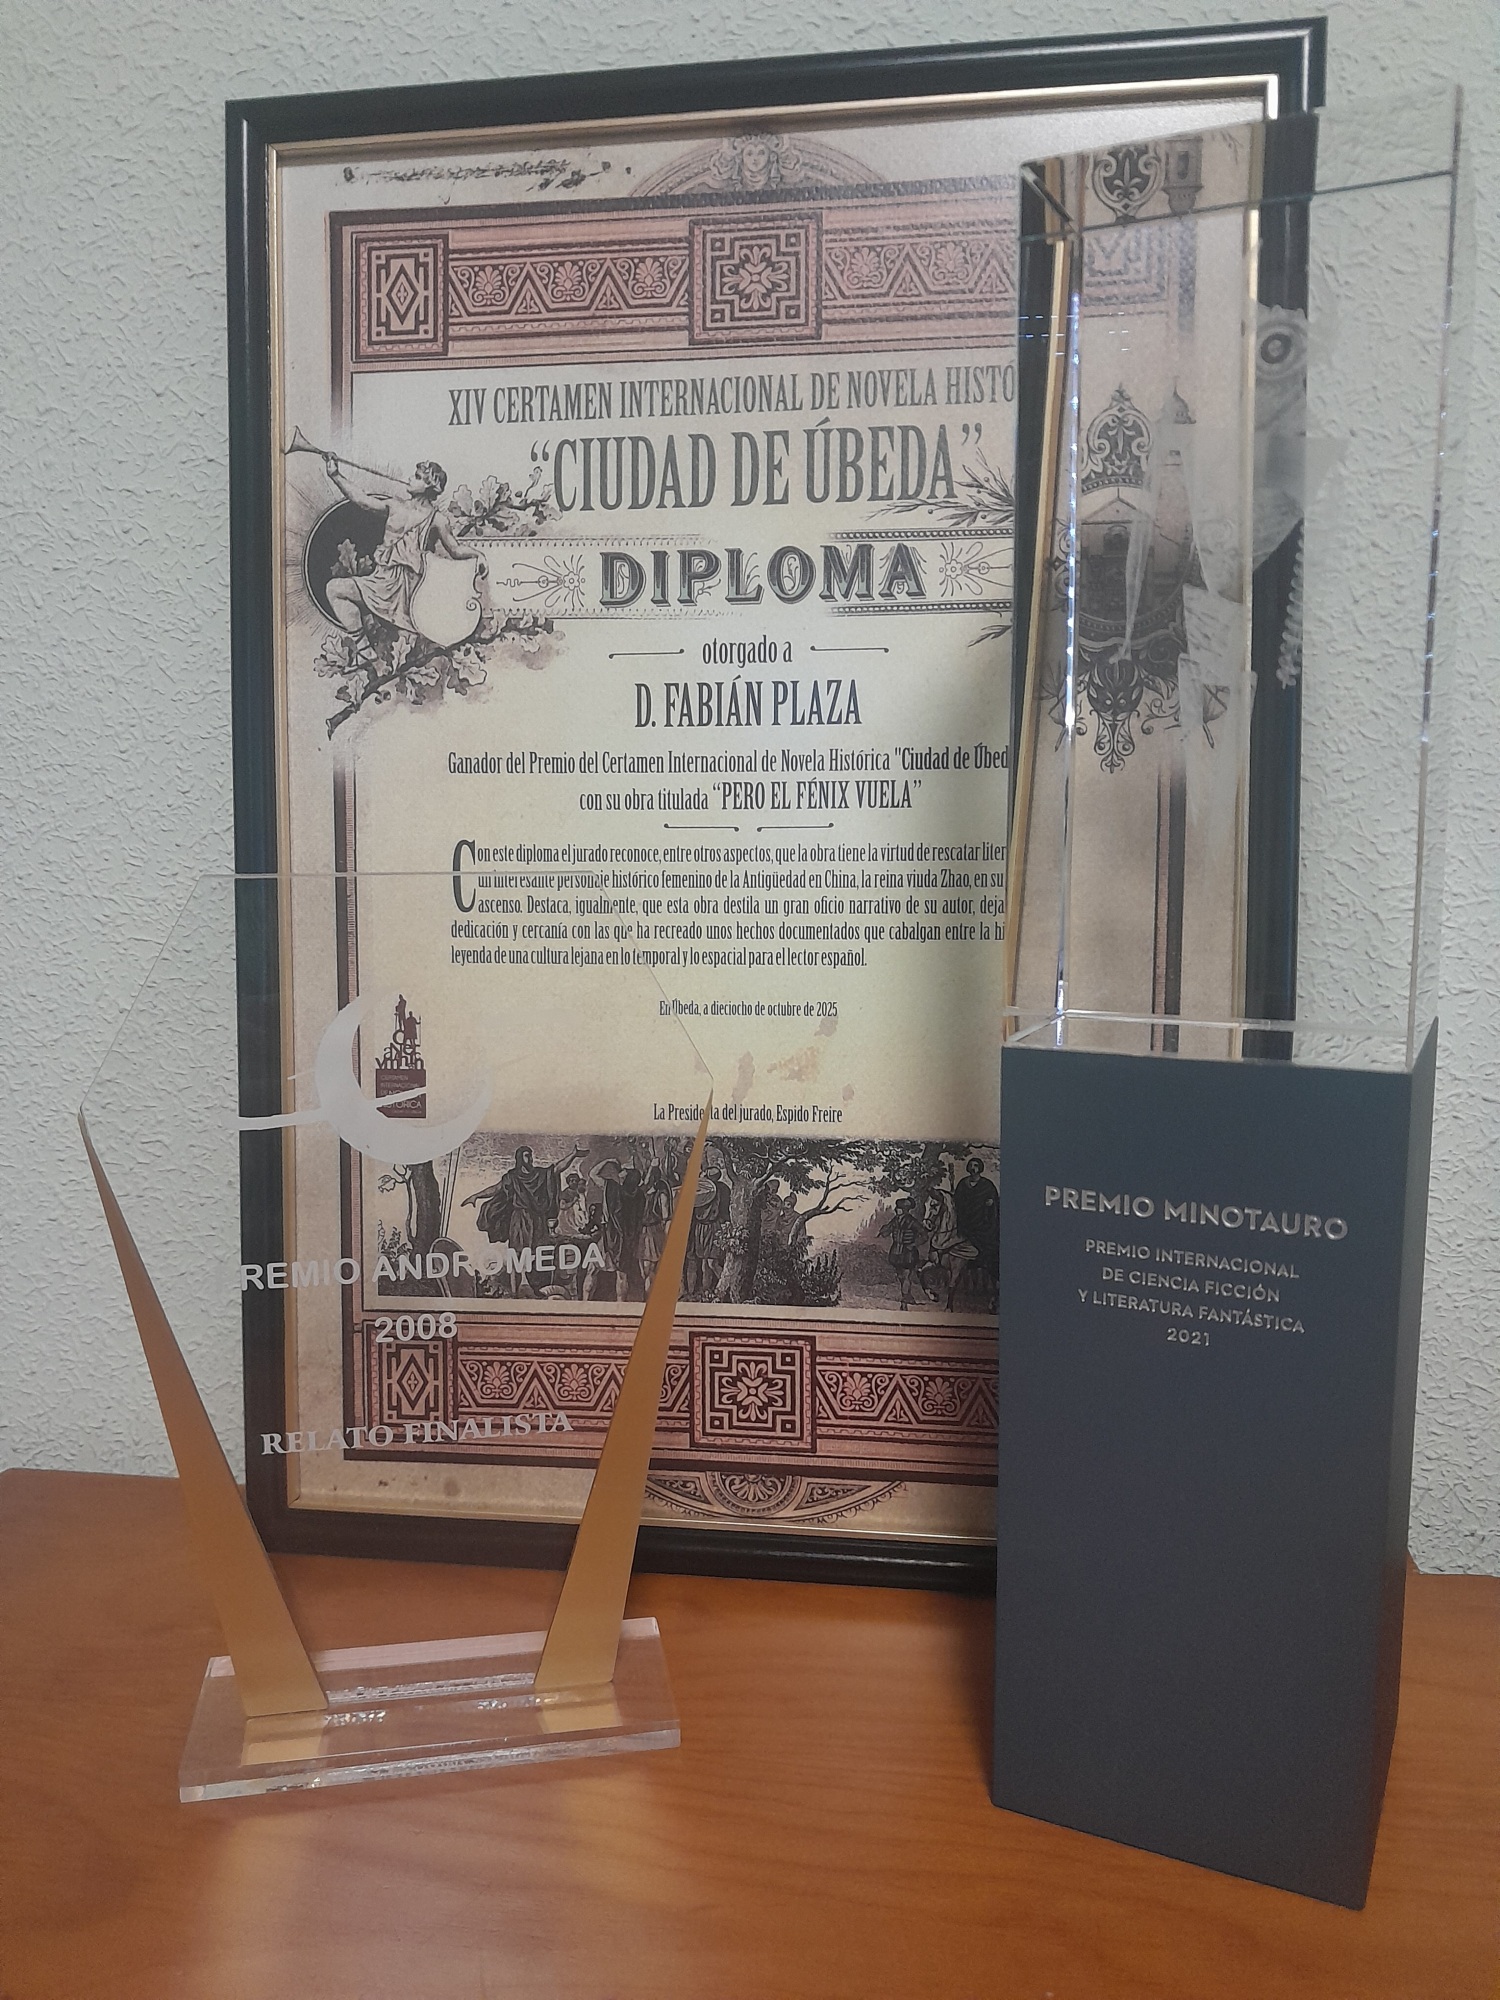 XIV CERTAMEN INTERNACIONAL DE NOVELA HISTÓ
“CIUDAD DE ÚBEDA”
DIPLOMA
otorgado a
D. FABIÁN PLAZA
Ganador del Premio del Certamen Internacional de Novela Histórica "Ciudad de Úbed
con su obra titulada “PERO EL FÉNIX VUELA”
Con este diploma el jurado reconoce, entre otros aspectos, que la obra tiene la virtud de rescatar liter
un interesante personaje histórico femenino de la Antigüedad en China, la reina viuda Zhao, en su
ascenso. Destaca, igualmente, que esta obra destila un gran oficio narrativo de su autor, deja
dedicación y cercanía con las que ha recreado unos hechos documentados que cabalgan entre la hi
leyenda de una cultura lejana en lo temporal y lo espacial para el lector español.
En Úbeda, a dieciocho de octubre de 2025
La Presidenta del jurado, Espido Freire
CERTAMEN
INTERNACIONAL
DE NOVELA
HISTÓRICA
REMIO ANDRÓMEDA
2008
RELATO FINALISTA
PREMIO MINOTAURO
PREMIO INTERNACIONAL
DE CIENCIA FICCIÓN
Y LITERATURA FANTÁSTICA
2021